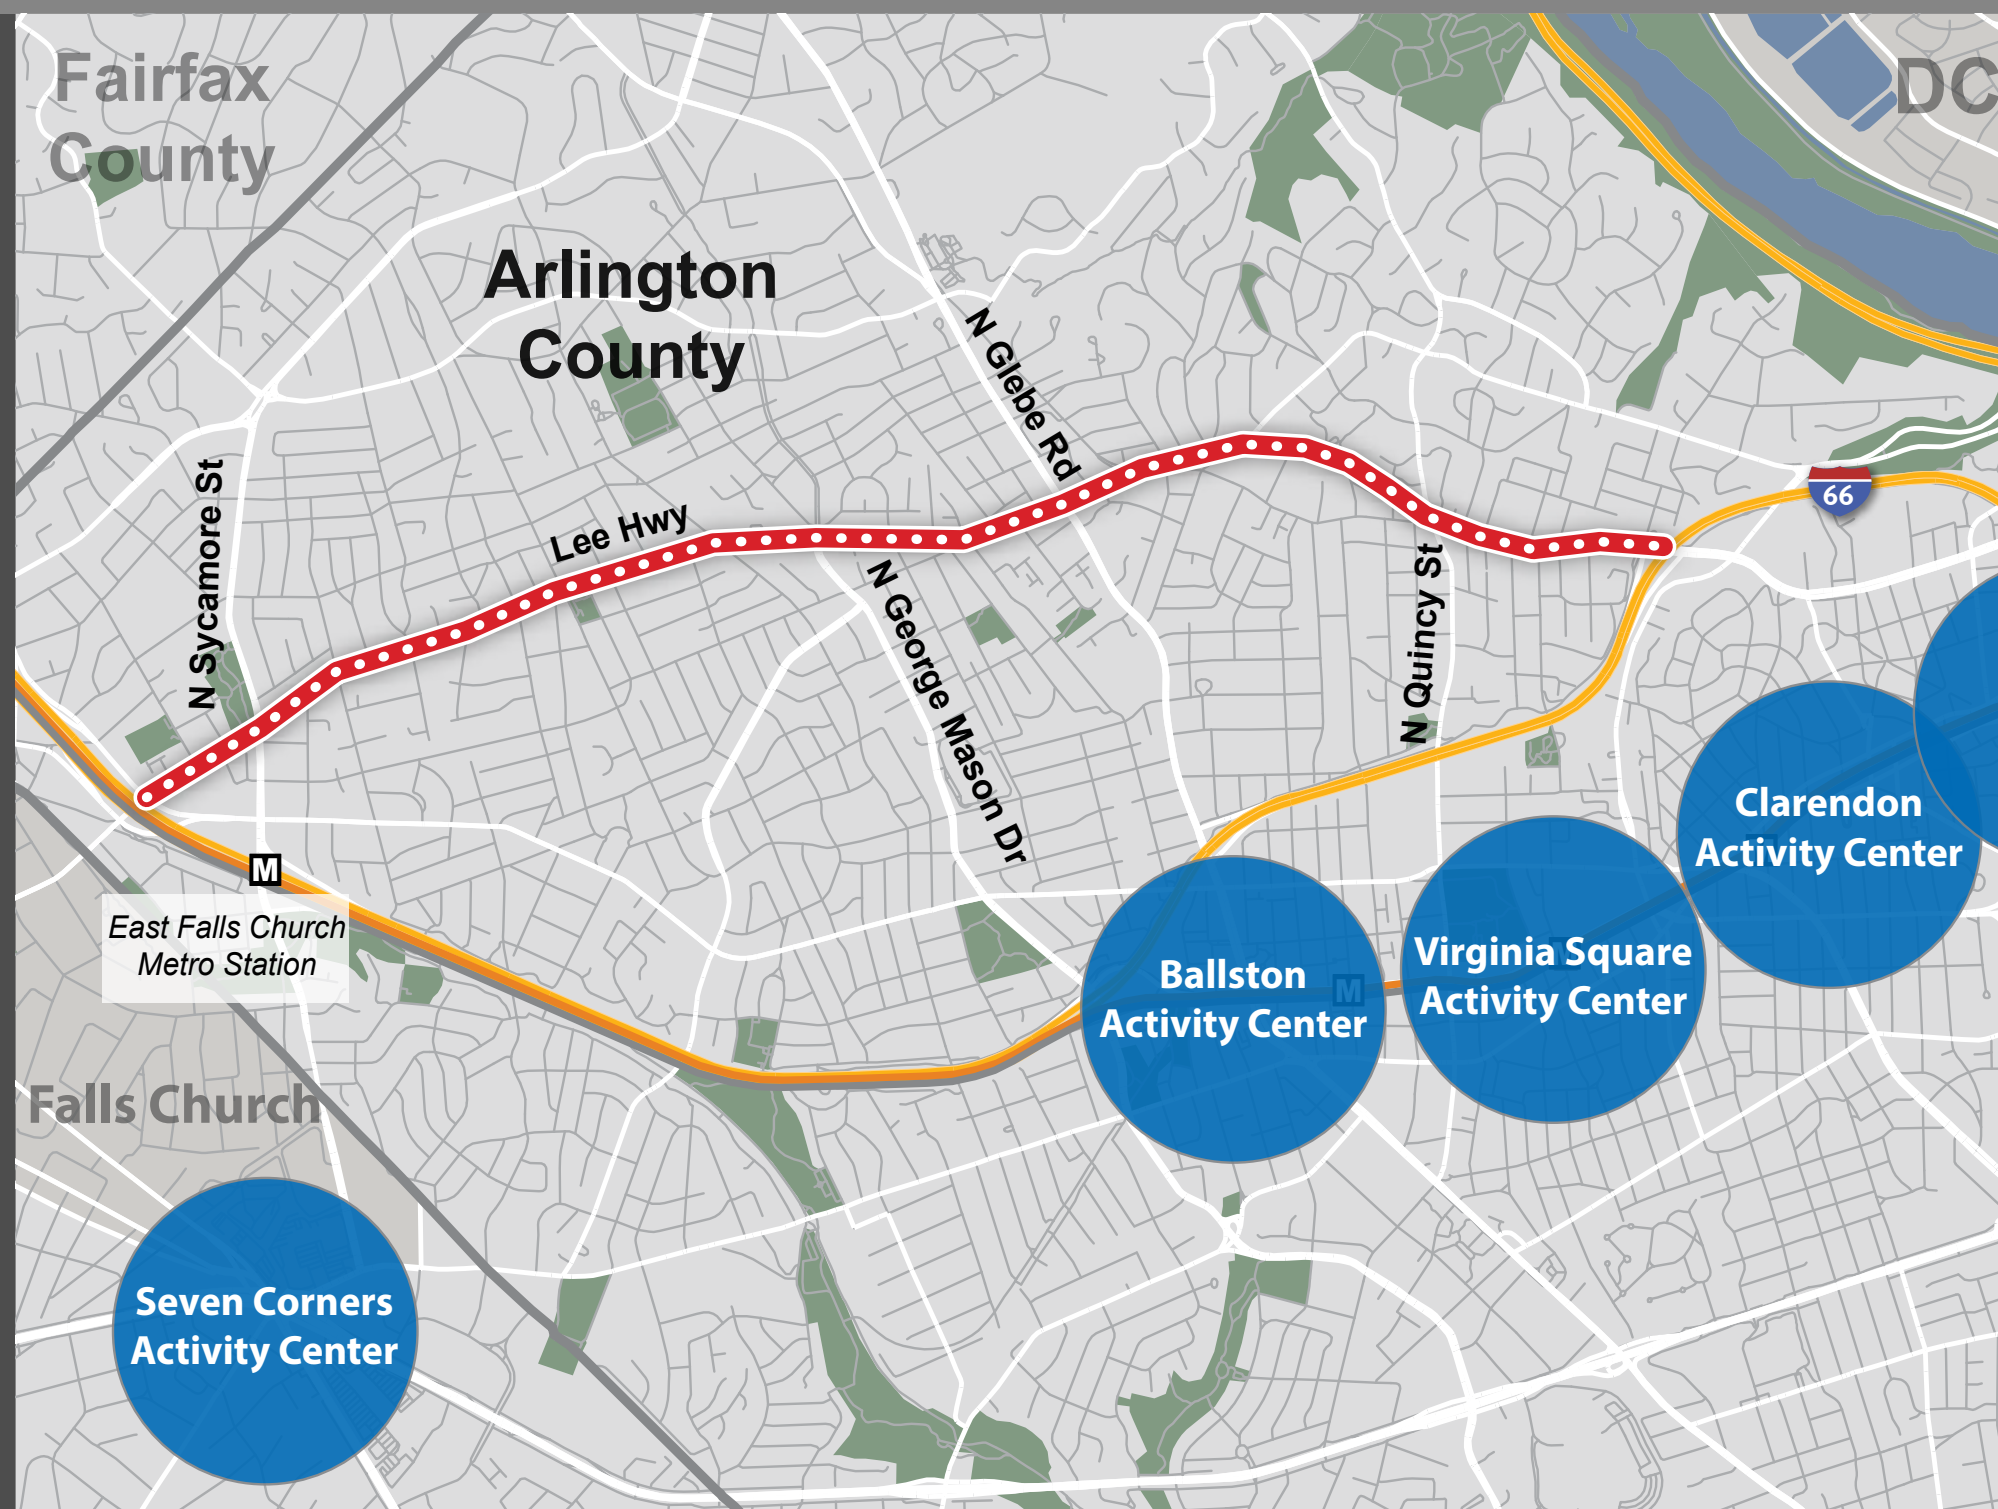 Fairfax
County
DC
Arlington
County
N Glebe Rd
N Sycamore St
66
Lee Hwy
N Quincy St
N George Mason Dr
Clarendon
Activity Center
M
East Falls Church
Metro Station
Virginia Square
Activity Center
Ballston
Activity Center
M
Falls Church
Seven Corners
Activity Center